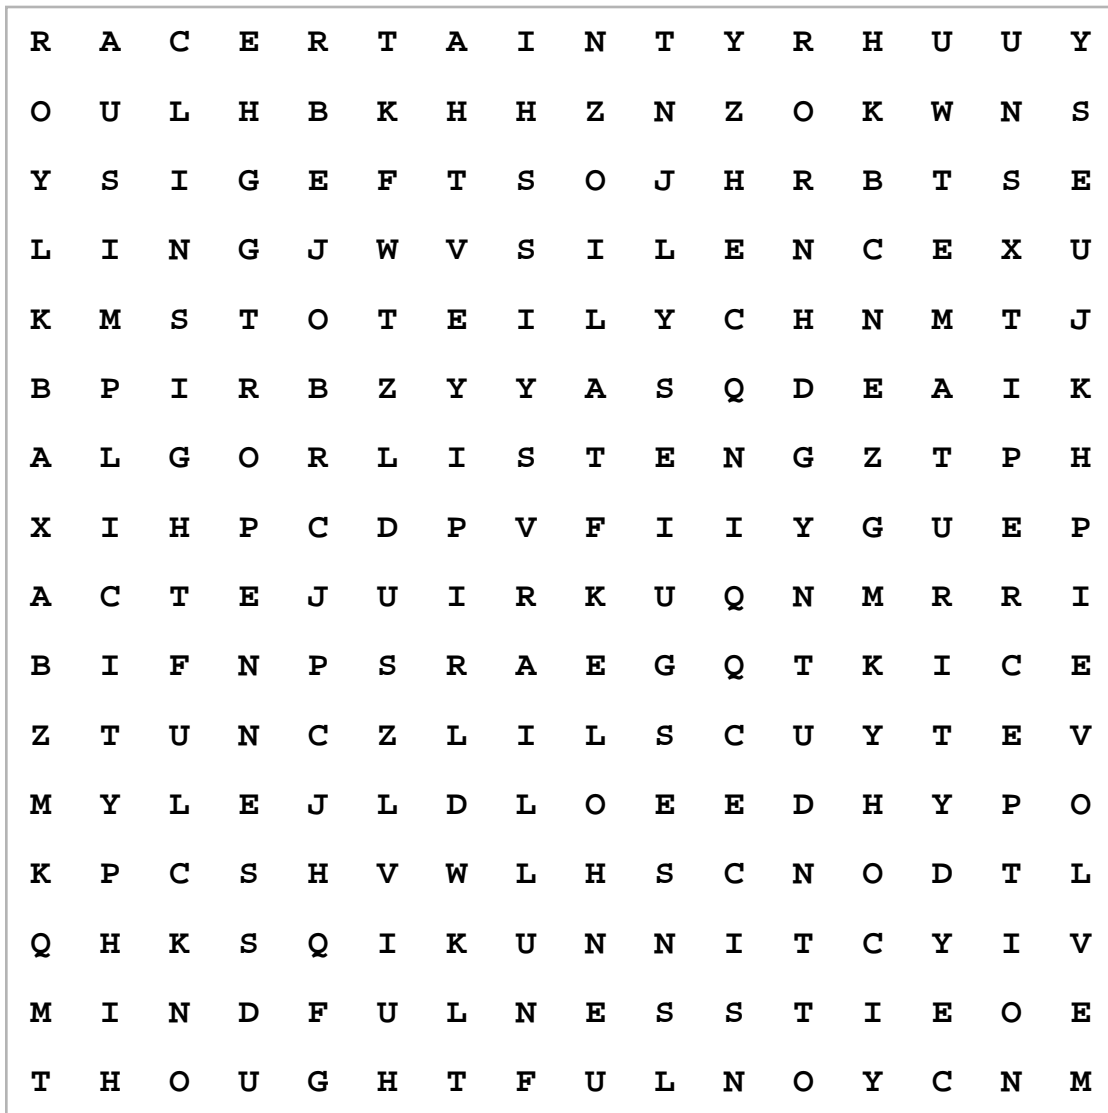 R A C E R T A I N T Y R H U U Y
O U L H B K H H Z N Z O K W N S
Y S I G E F T S O J H R B T S E
L I N G J W V S I L E N C E X U
K M S T O T E I L Y C H N M T J
B P I R B Z Y Y A S Q D E A I K
A L G O R L I S T E N G Z T P H
X I H P C D P V F I I Y G U E P
A C T E J U I R K U Q N M R R I
B I F N P S R A E G Q T K I C E
Z T U N C Z L I L S C U Y T E V
M Y L E J L D L O E E D H Y P O
K P C S H V W L H S C N O D T L
Q H K S Q I K U N N I T C Y I V
M I N D F U L N E S S T I E O E
T H O U G H T F U L N O Y C N M